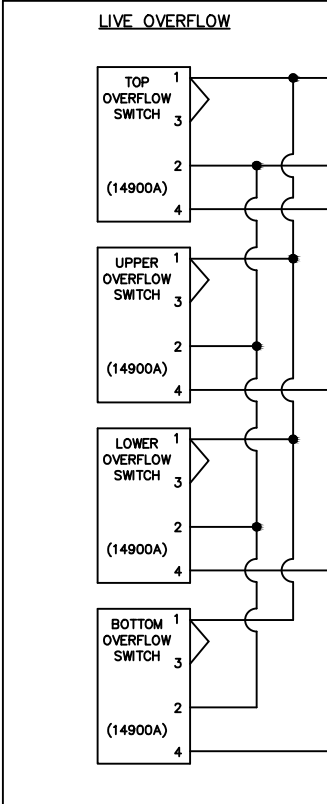 LIVE OVERFLOW
TOP
OVERFLOW
SWITCH
(14900A)
1
3
2
4
UPPER
OVERFLOW
SWITCH
(14900A)
1
3
2
4
LOWER
OVERFLOW
SWITCH
(14900A)
1
3
2
4
BOTTOM
OVERFLOW
SWITCH
(14900A)
1
3
2
4